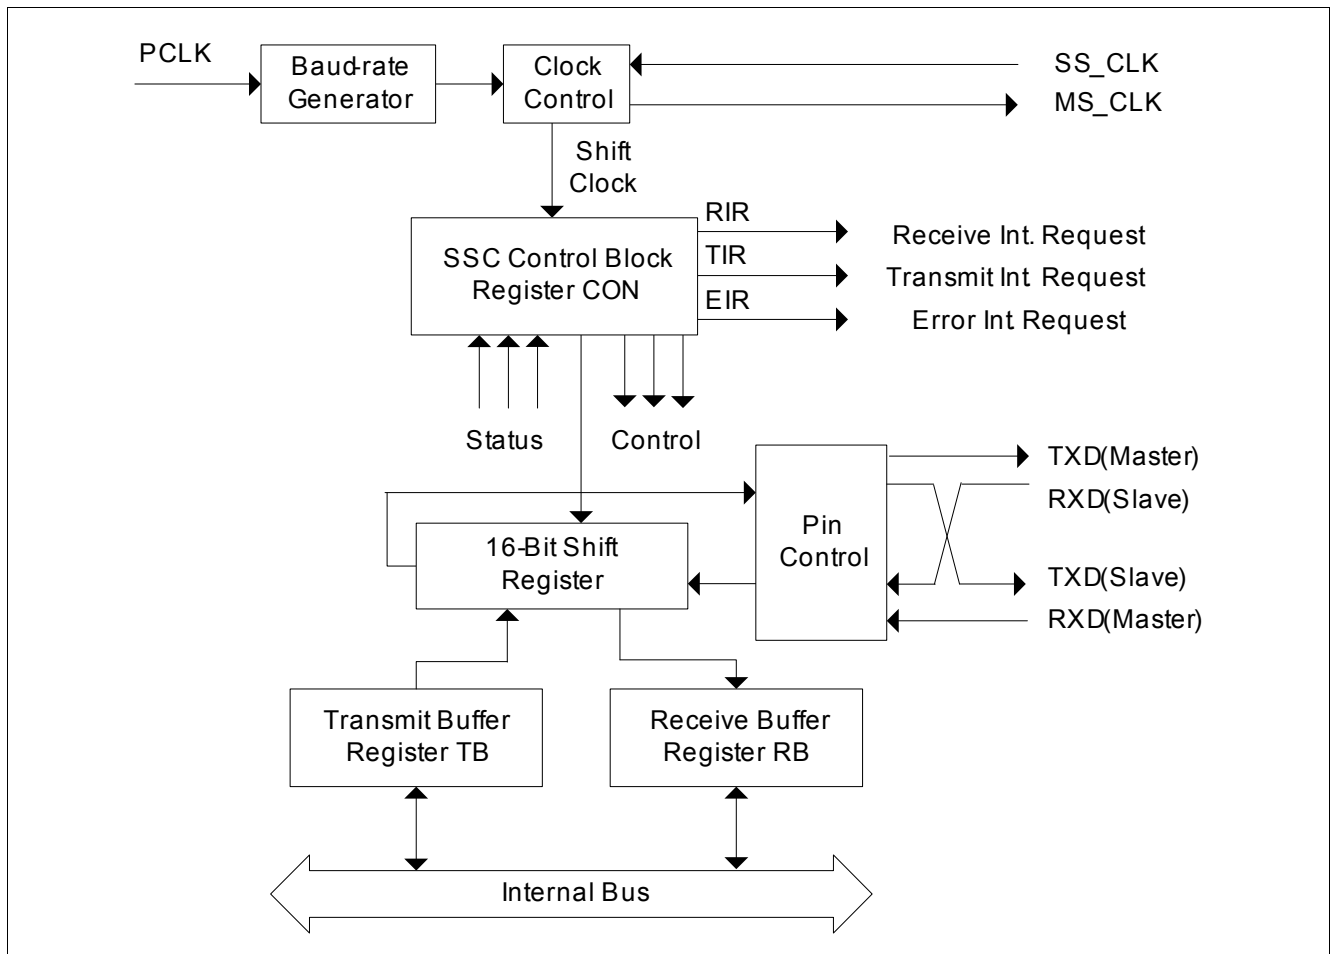 PCLK
Baud-rate
Generator
Clock
Control
SS_CLK
MS_CLK
Shift
Clock
SSC Control Block
Register CON
RIR
TIR
EIR
Receive Int. Request
Transmit Int. Request
Error Int. Request
Status
Control
16-Bit Shift
Register
Pin
Control
TXD(Master)
RXD(Slave)
TXD(Slave)
RXD(Master)
Transmit Buffer
Register TB
Receive Buffer
Register RB
Internal Bus